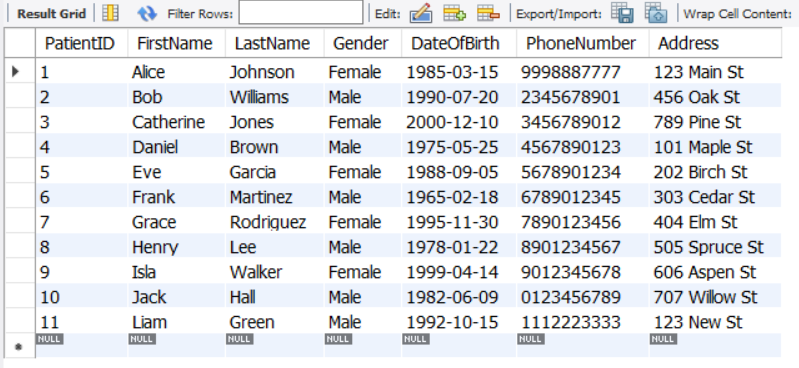 Result Grid Filter Rows: Edit: Export/Import: Wrap Cell Content:
PatientID FirstName LastName Gender DateOfBirth PhoneNumber Address
1 Alice Johnson Female 1985-03-15 9998887777 123 Main St
2 Bob Williams Male 1990-07-20 2345678901 456 Oak St
3 Catherine Jones Female 2000-12-10 3456789012 789 Pine St
4 Daniel Brown Male 1975-05-25 4567890123 101 Maple St
5 Eve Garcia Female 1988-09-05 5678901234 202 Birch St
6 Frank Martinez Male 1965-02-18 6789012345 303 Cedar St
7 Grace Rodriguez Female 1995-11-30 7890123456 404 Elm St
8 Henry Lee Male 1978-01-22 8901234567 505 Spruce St
9 Isla Walker Female 1999-04-14 9012345678 606 Aspen St
10 Jack Hall Male 1982-06-09 0123456789 707 Willow St
11 Liam Green Male 1992-10-15 1112223333 123 New St
NULL NULL NULL NULL NULL NULL NULL